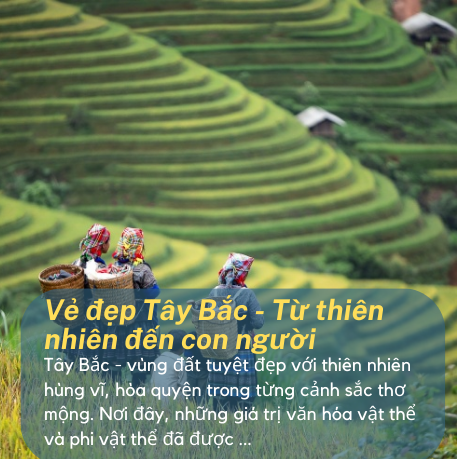 Vẻ đẹp Tây Bắc - Từ thiên
nhiên đến con người
Tây Bắc - vùng đất tuyệt đẹp với thiên nhiên
hùng vĩ, hòa quyện trong từng cảnh sắc thơ
mộng. Nơi đây, những giá trị văn hóa vật thể
và phi vật thể đã được ...